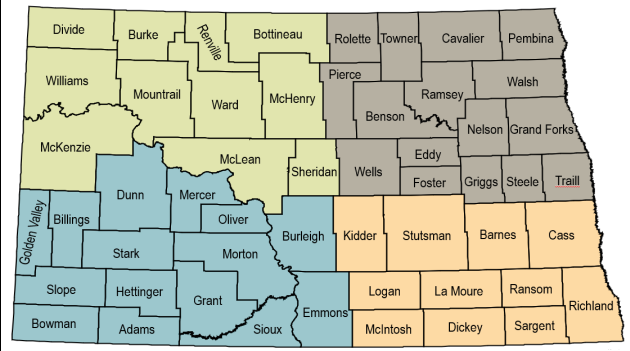 Divide
Burke
Renville
Bottineau
Rolette
Towner
Cavalier
Pembina
Williams
Mountrail
Ward
McHenry
Pierce
Benson
Ramsey
Walsh
Nelson
Grand Forks
McKenzie
McLean
Sheridan
Wells
Eddy
Foster
Griggs
Steele
Traill
Dunn
Mercer
Oliver
Golden Valley
Billings
Stark
Morton
Burleigh
Kidder
Stutsman
Barnes
Cass
Slope
Hettinger
Grant
Emmons
Logan
La Moure
Ransom
Richland
Bowman
Adams
Sioux
McIntosh
Dickey
Sargent